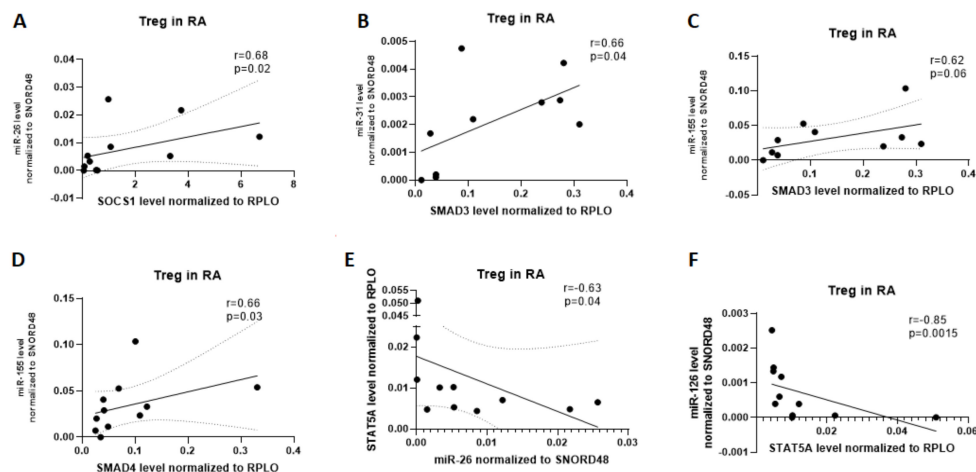 A
Treg in RA
r=0.68
p=0.02
miR-26 level
normalized to SNORD48
0.04
0.03
0.02
0.01
0.00
-0.01
0
2
4
6
8
SOCS1 level normalized to RPLO
B
Treg in RA
r=0.66
p=0.04
miR-31 level
normalized to SNORD48
0.005
0.004
0.003
0.002
0.001
0.000
0.0
0.1
0.2
0.3
0.4
SMAD3 level normalized to RPLO
C
Treg in RA
r=0.62
p=0.06
miR-155 level
normalized to SNORD48
0.15
0.10
0.05
0.00
-0.05
0.1
0.2
0.3
0.4
SMAD3 level normalized to RPLO
D
Treg in RA
r=0.66
p=0.03
miR-155 level
normalized to SNORD48
0.15
0.10
0.05
0.00
0.0
0.1
0.2
0.3
0.4
SMAD4 level normalized to RPLO
E
Treg in RA
r=-0.63
p=0.04
STAT5A level normalized to RPLO
0.055
0.050
0.045
0.02
0.01
0.00
0.00
0.01
0.02
0.03
miR-26 normalized to SNORD48
F
Treg in RA
r=-0.85
p=0.0015
miR-126 level
normalized to SNORD48
0.003
0.002
0.001
0.000
-0.001
0.02
0.04
0.06
STAT5A level normalized to RPLO